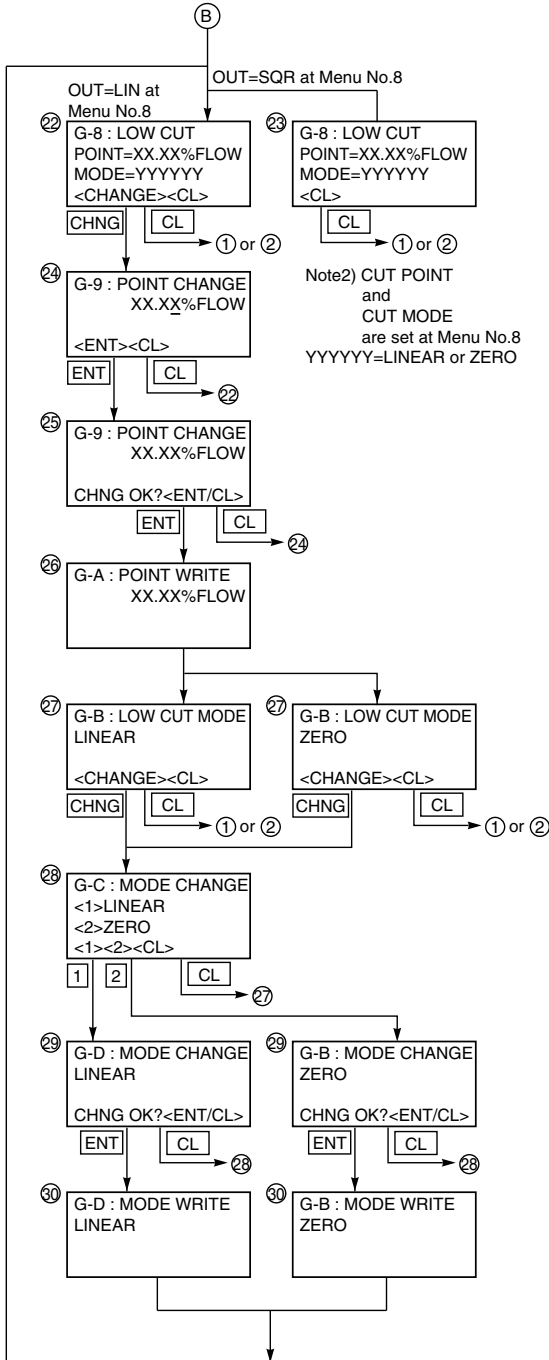 B
OUT=LIN at
Menu No.8
OUT=SQR at Menu No.8
22
G-8 : LOW CUT
POINT=XX.XX%FLOW
MODE=YYYYYY
<CHANGE><CL>
CHNG
CL
1 or 2
23
G-8 : LOW CUT
POINT=XX.XX%FLOW
MODE=YYYYYY
<CL>
CL
1 or 2
Note2) CUT POINT
and
CUT MODE
are set at Menu No.8
YYYYYY=LINEAR or ZERO
24
G-9 : POINT CHANGE
XX.XX%FLOW
<ENT><CL>
ENT
CL
22
25
G-9 : POINT CHANGE
XX.XX%FLOW
CHNG OK?<ENT/CL>
ENT
CL
24
26
G-A : POINT WRITE
XX.XX%FLOW
27
G-B : LOW CUT MODE
LINEAR
<CHANGE><CL>
CHNG
CL
1 or 2
27
G-B : LOW CUT MODE
ZERO
<CHANGE><CL>
CHNG
CL
1 or 2
28
G-C : MODE CHANGE
<1>LINEAR
<2>ZERO
<1><2><CL>
1
2
CL
27
29
G-D : MODE CHANGE
LINEAR
CHNG OK?<ENT/CL>
ENT
CL
28
29
G-B : MODE CHANGE
ZERO
CHNG OK?<ENT/CL>
ENT
CL
28
30
G-D : MODE WRITE
LINEAR
30
G-B : MODE WRITE
ZERO